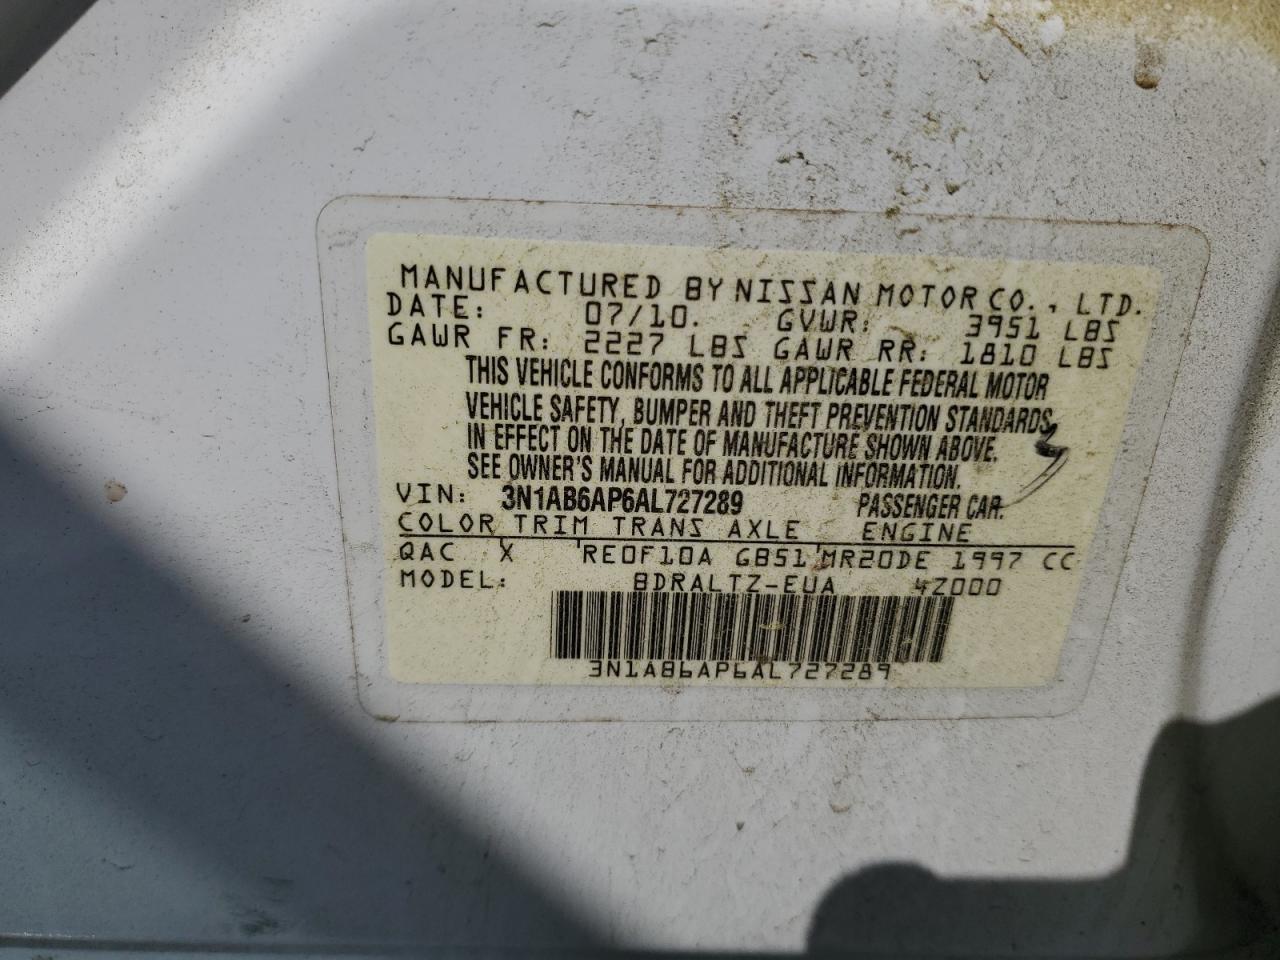 MANUFACTURED BY NISSAN MOTOR CO., LTD.
DATE: 07/10. GVWR: 3951 LBS
GAWR FR: 2227 LBS GAWR RR: 1810 LBS
THIS VEHICLE CONFORMS TO ALL APPLICABLE FEDERAL MOTOR
VEHICLE SAFETY, BUMPER AND THEFT PREVENTION STANDARDS
IN EFFECT ON THE DATE OF MANUFACTURE SHOWN ABOVE.
SEE OWNER'S MANUAL FOR ADDITIONAL INFORMATION.
VIN: 3N1AB6AP6AL727289 PASSENGER CAR.
COLOR TRIM TRANS AXLE ENGINE
QAC X RE0F10A GB51 MR20DE 1997 CC
MODEL: BDRALTZ-EUA 4Z000
3N1AB6AP6AL727289